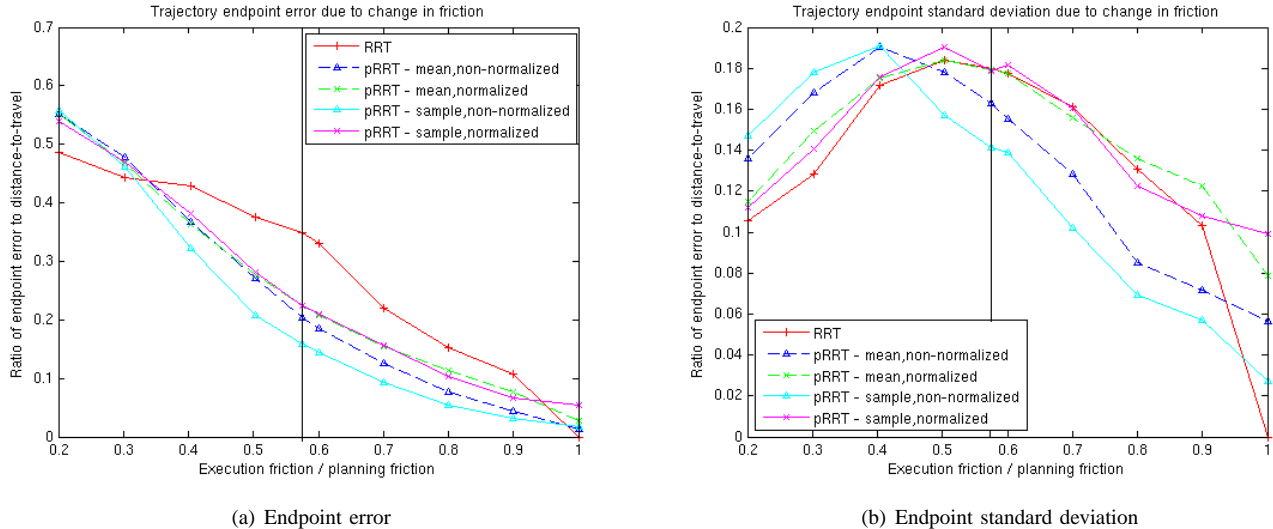 Trajectory endpoint error due to change in friction
0.7
0.6
0.5
0.4
0.3
0.2
0.1
0
Ratio of endpoint error to distance-to-travel
RRT
pRRT - mean,non-normalized
pRRT - mean,normalized
pRRT - sample,non-normalized
pRRT - sample,normalized
0.2 0.3 0.4 0.5 0.6 0.7 0.8 0.9 1
Execution friction / planning friction
(a) Endpoint error
Trajectory endpoint standard deviation due to change in friction
0.2
0.18
0.16
0.14
0.12
0.1
0.08
0.06
0.04
0.02
0
Ratio of endpoint error to distance-to-travel
RRT
pRRT - mean,non-normalized
pRRT - mean,normalized
pRRT - sample,non-normalized
pRRT - sample,normalized
0.2 0.3 0.4 0.5 0.6 0.7 0.8 0.9 1
Execution friction / planning friction
(b) Endpoint standard deviation